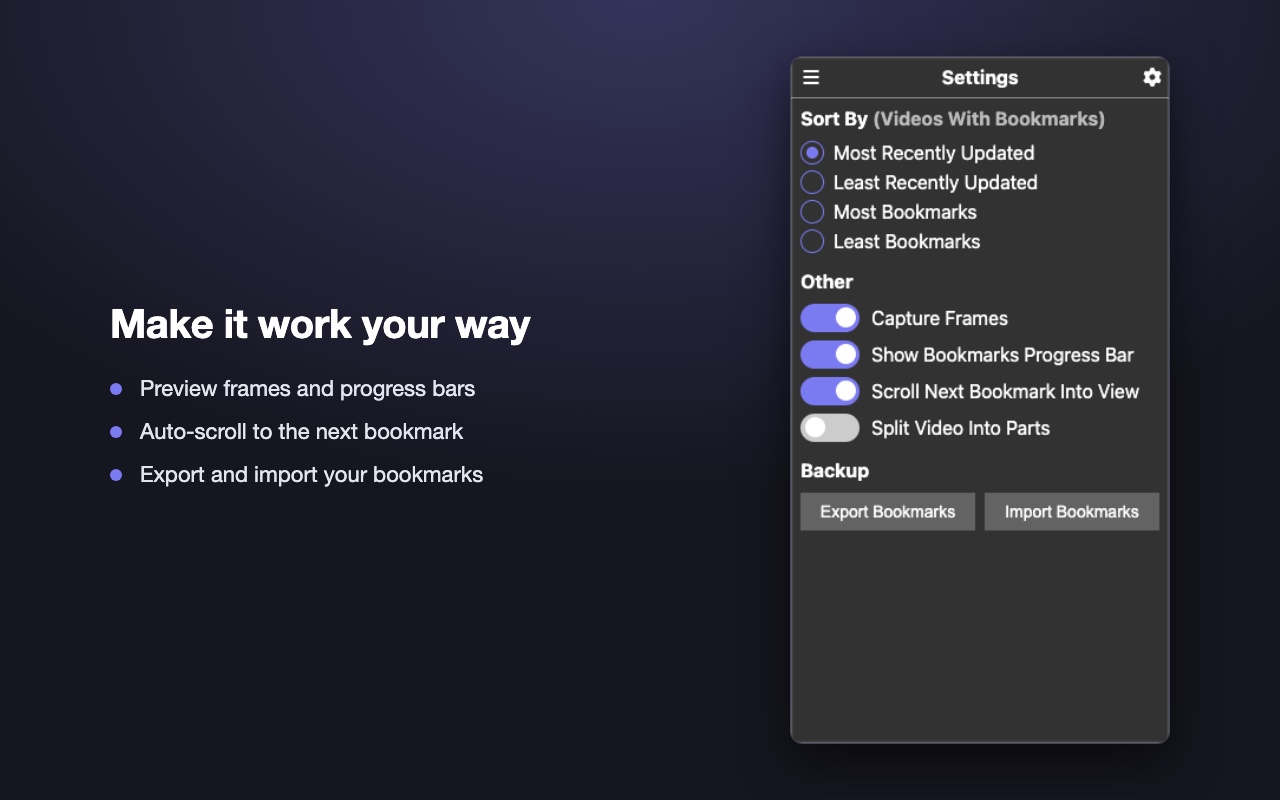 Make it work your way
Preview frames and progress bars
Auto-scroll to the next bookmark
Export and import your bookmarks
Settings
Sort By (Videos With Bookmarks)
Most Recently Updated
Least Recently Updated
Most Bookmarks
Least Bookmarks
Other
Capture Frames
Show Bookmarks Progress Bar
Scroll Next Bookmark Into View
Split Video Into Parts
Backup
Export Bookmarks
Import Bookmarks